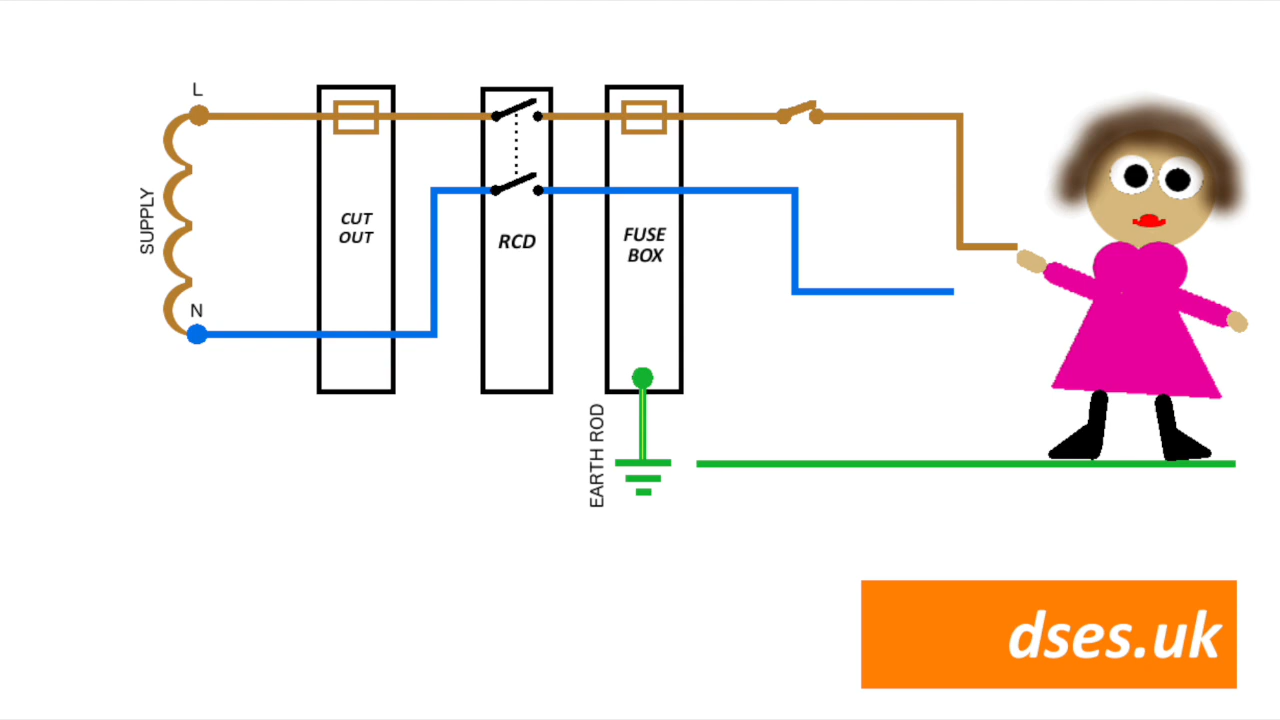 L
SUPPLY
N
CUT
OUT
RCD
FUSE
BOX
EARTH ROD
dses.uk